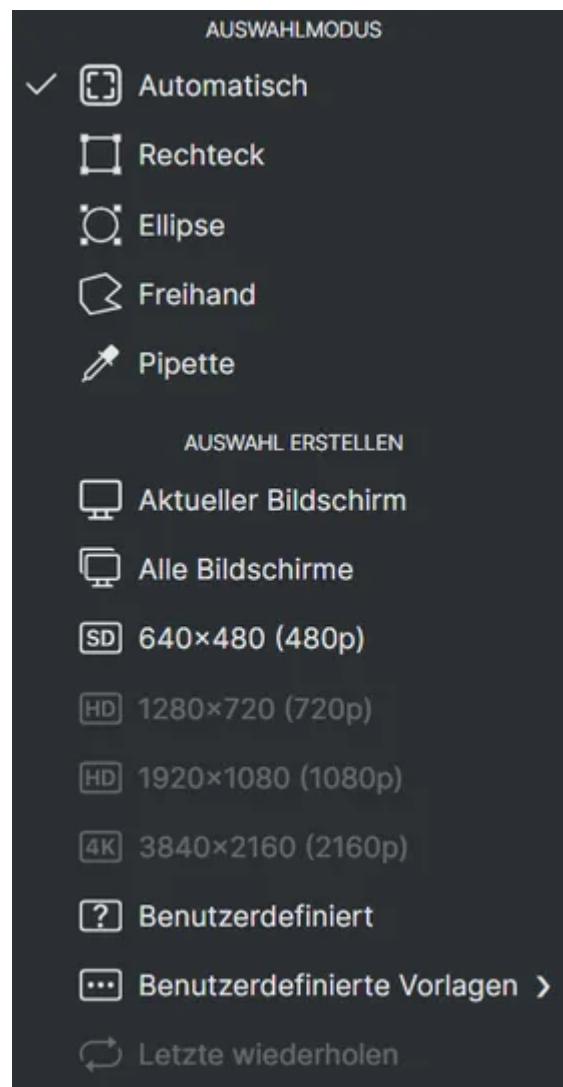 AUSWAHLMODUS
Automatisch
Rechteck
Ellipse
Freihand
Pipette
AUSWAHL ERSTELLEN
Aktueller Bildschirm
Alle Bildschirme
SD 640×480 (480p)
HD 1280×720 (720p)
HD 1920×1080 (1080p)
4K 3840×2160 (2160p)
? Benutzerdefiniert
Benutzerdefinierte Vorlagen ❯
Letzte wiederholen